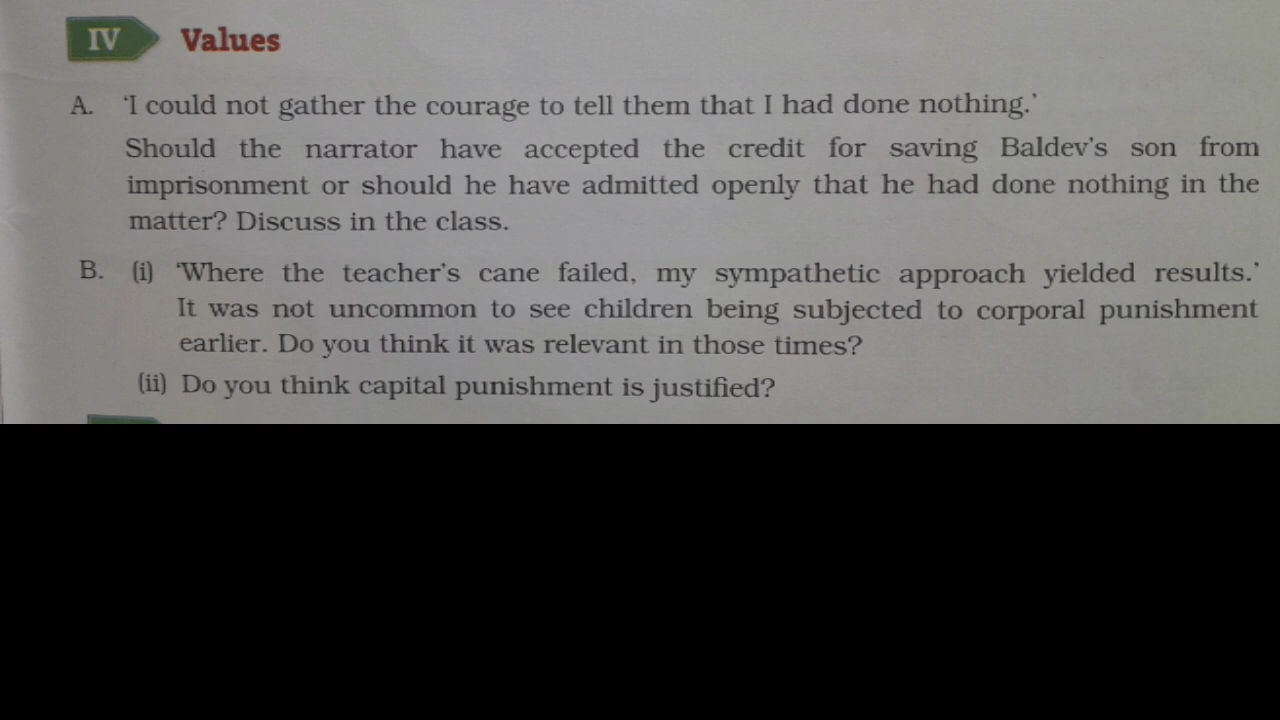 IV Values
A. 'I could not gather the courage to tell them that I had done nothing.'
Should the narrator have accepted the credit for saving Baldev's son from
imprisonment or should he have admitted openly that he had done nothing in the
matter? Discuss in the class.
B. (i) 'Where the teacher's cane failed, my sympathetic approach yielded results.'
It was not uncommon to see children being subjected to corporal punishment
earlier. Do you think it was relevant in those times?
(ii) Do you think capital punishment is justified?